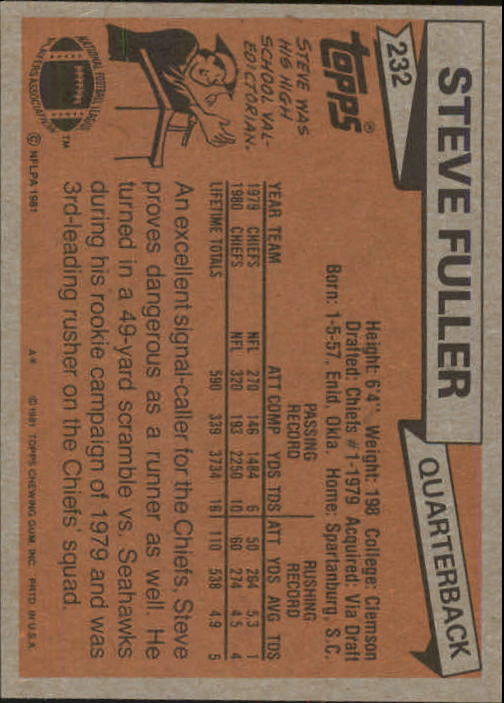 STEVE FULLER
QUARTERBACK
232
topps®
Height: 6'4" Weight: 198 College: Clemson
Drafted: Chiefs #1-1979 Acquired: Via Draft
Born: 1-5-57, Enid, Okla. Home: Spartanburg, S.C.
STEVE WAS
HIS HIGH
SCHOOL VAL-
EDICTORIAN.
PASSING RECORD RUSHING RECORD
YEAR TEAM ATT COMP YDS TDS ATT YDS AVG TDS
1979 CHIEFS NFL 270 146 1484 6 50 264 5.3 1
1980 CHIEFS NFL 320 193 2250 10 60 274 4.5 4
LIFETIME TOTALS 590 339 3734 16 110 538 4.9 5
An excellent signal-caller for the Chiefs, Steve
proves dangerous as a runner as well. He
turned in a 49-yard scramble vs. Seahawks
during his rookie campaign of 1979 and was
3rd-leading rusher on the Chiefs' squad.
NATIONAL FOOTBALL LEAGUE
PLAYERS ASSOCIATION
TM
© NFLPA 1981
A* © 1981 TOPPS CHEWING GUM, INC. PRTD. IN U.S.A.